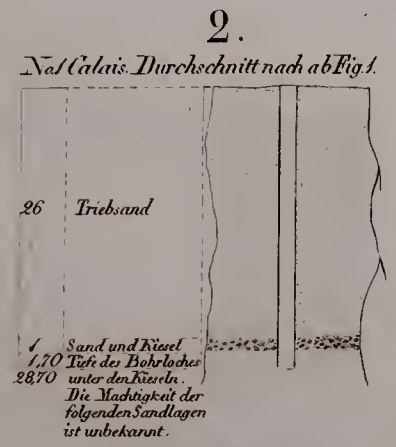 2.
No 1 Calais. Durchschnitt nach ab Fig. 1.
26 Triebsand
1 Sand und Kiesel
1,70 Tiefe des Bohrloches
28,70 unter den Kieseln.
Die Machtigkeit der
folgenden Sandlagen
ist unbekannt.